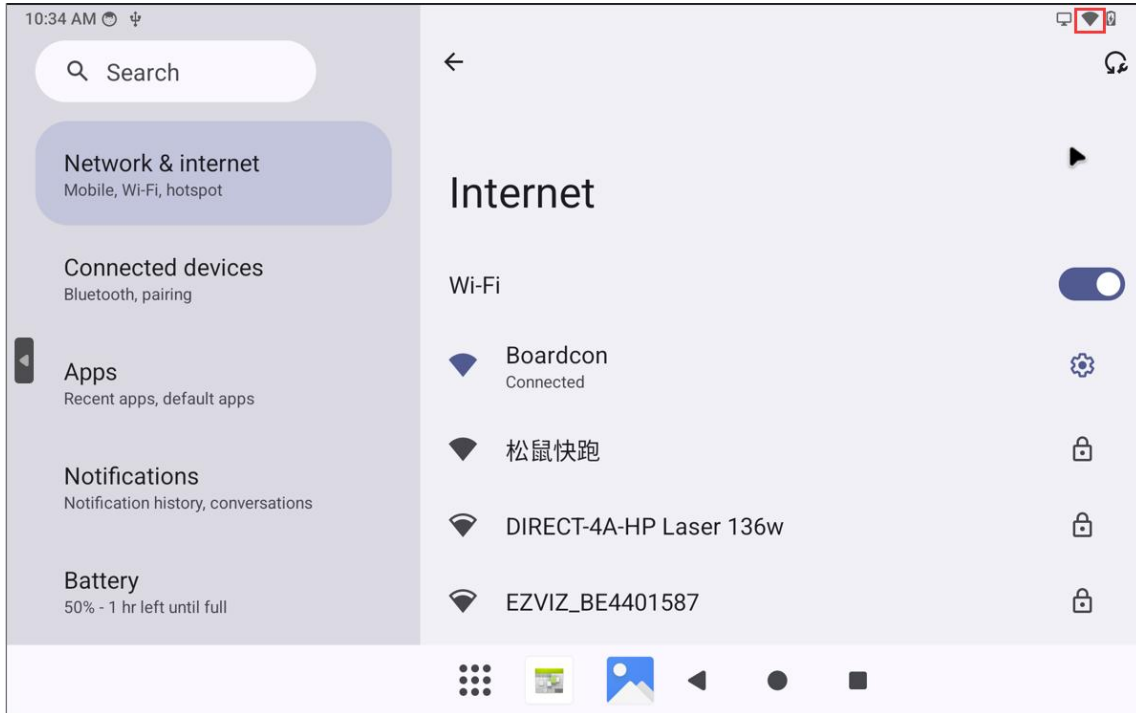 10:34 AM
Search
Network & internet
Mobile, Wi-Fi, hotspot
Connected devices
Bluetooth, pairing
Apps
Recent apps, default apps
Notifications
Notification history, conversations
Battery
50% - 1 hr left until full
Internet
Wi-Fi
Boardcon
Connected
松鼠快跑
DIRECT-4A-HP Laser 136w
EZVIZ_BE4401587